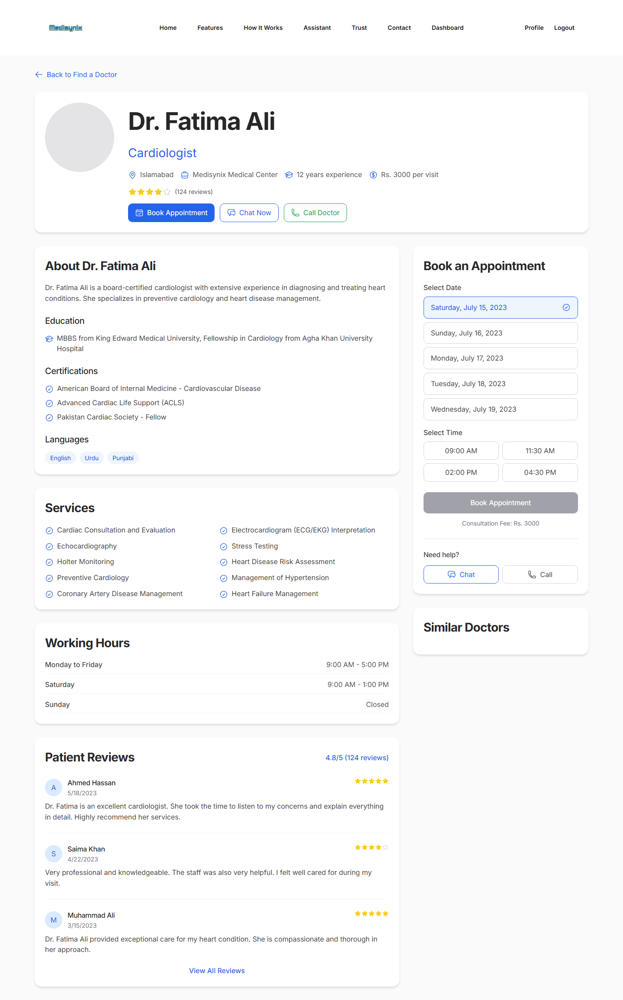 Medisynix
Home
Features
How It Works
Assistant
Trust
Contact
Dashboard
Profile
Logout
Back to Find a Doctor
Dr. Fatima Ali
Cardiologist
Islamabad
Medisynix Medical Center
12 years experience
Rs. 3000 per visit
(124 reviews)
Book Appointment
Chat Now
Call Doctor
About Dr. Fatima Ali
Dr. Fatima Ali is a board-certified cardiologist with extensive experience in diagnosing and treating heart
conditions. She specializes in preventive cardiology and heart disease management.
Education
MBBS from King Edward Medical University, Fellowship in Cardiology from Agha Khan University
Hospital
Certifications
American Board of Internal Medicine - Cardiovascular Disease
Advanced Cardiac Life Support (ACLS)
Pakistan Cardiac Society - Fellow
Languages
English
Urdu
Punjabi
Services
Cardiac Consultation and Evaluation
Electrocardiogram (ECG/EKG) Interpretation
Echocardiography
Stress Testing
Holter Monitoring
Heart Disease Risk Assessment
Preventive Cardiology
Management of Hypertension
Coronary Artery Disease Management
Heart Failure Management
Working Hours
Monday to Friday
9:00 AM - 5:00 PM
Saturday
9:00 AM - 1:00 PM
Sunday
Closed
Patient Reviews
4.8/5 (124 reviews)
A
Ahmed Hassan
5/18/2023
Dr. Fatima is an excellent cardiologist. She took the time to listen to my concerns and explain everything
in detail. Highly recommend her services.
S
Saima Khan
4/22/2023
Very professional and knowledgeable. The staff was also very helpful. I felt well cared for during my
visit.
M
Muhammad Ali
3/15/2023
Dr. Fatima Ali provided exceptional care for my heart condition. She is compassionate and thorough in
her approach.
View All Reviews
Book an Appointment
Select Date
Saturday, July 15, 2023
Sunday, July 16, 2023
Monday, July 17, 2023
Tuesday, July 18, 2023
Wednesday, July 19, 2023
Select Time
09:00 AM
11:30 AM
02:00 PM
04:30 PM
Book Appointment
Consultation Fee: Rs. 3000
Need help?
Chat
Call
Similar Doctors